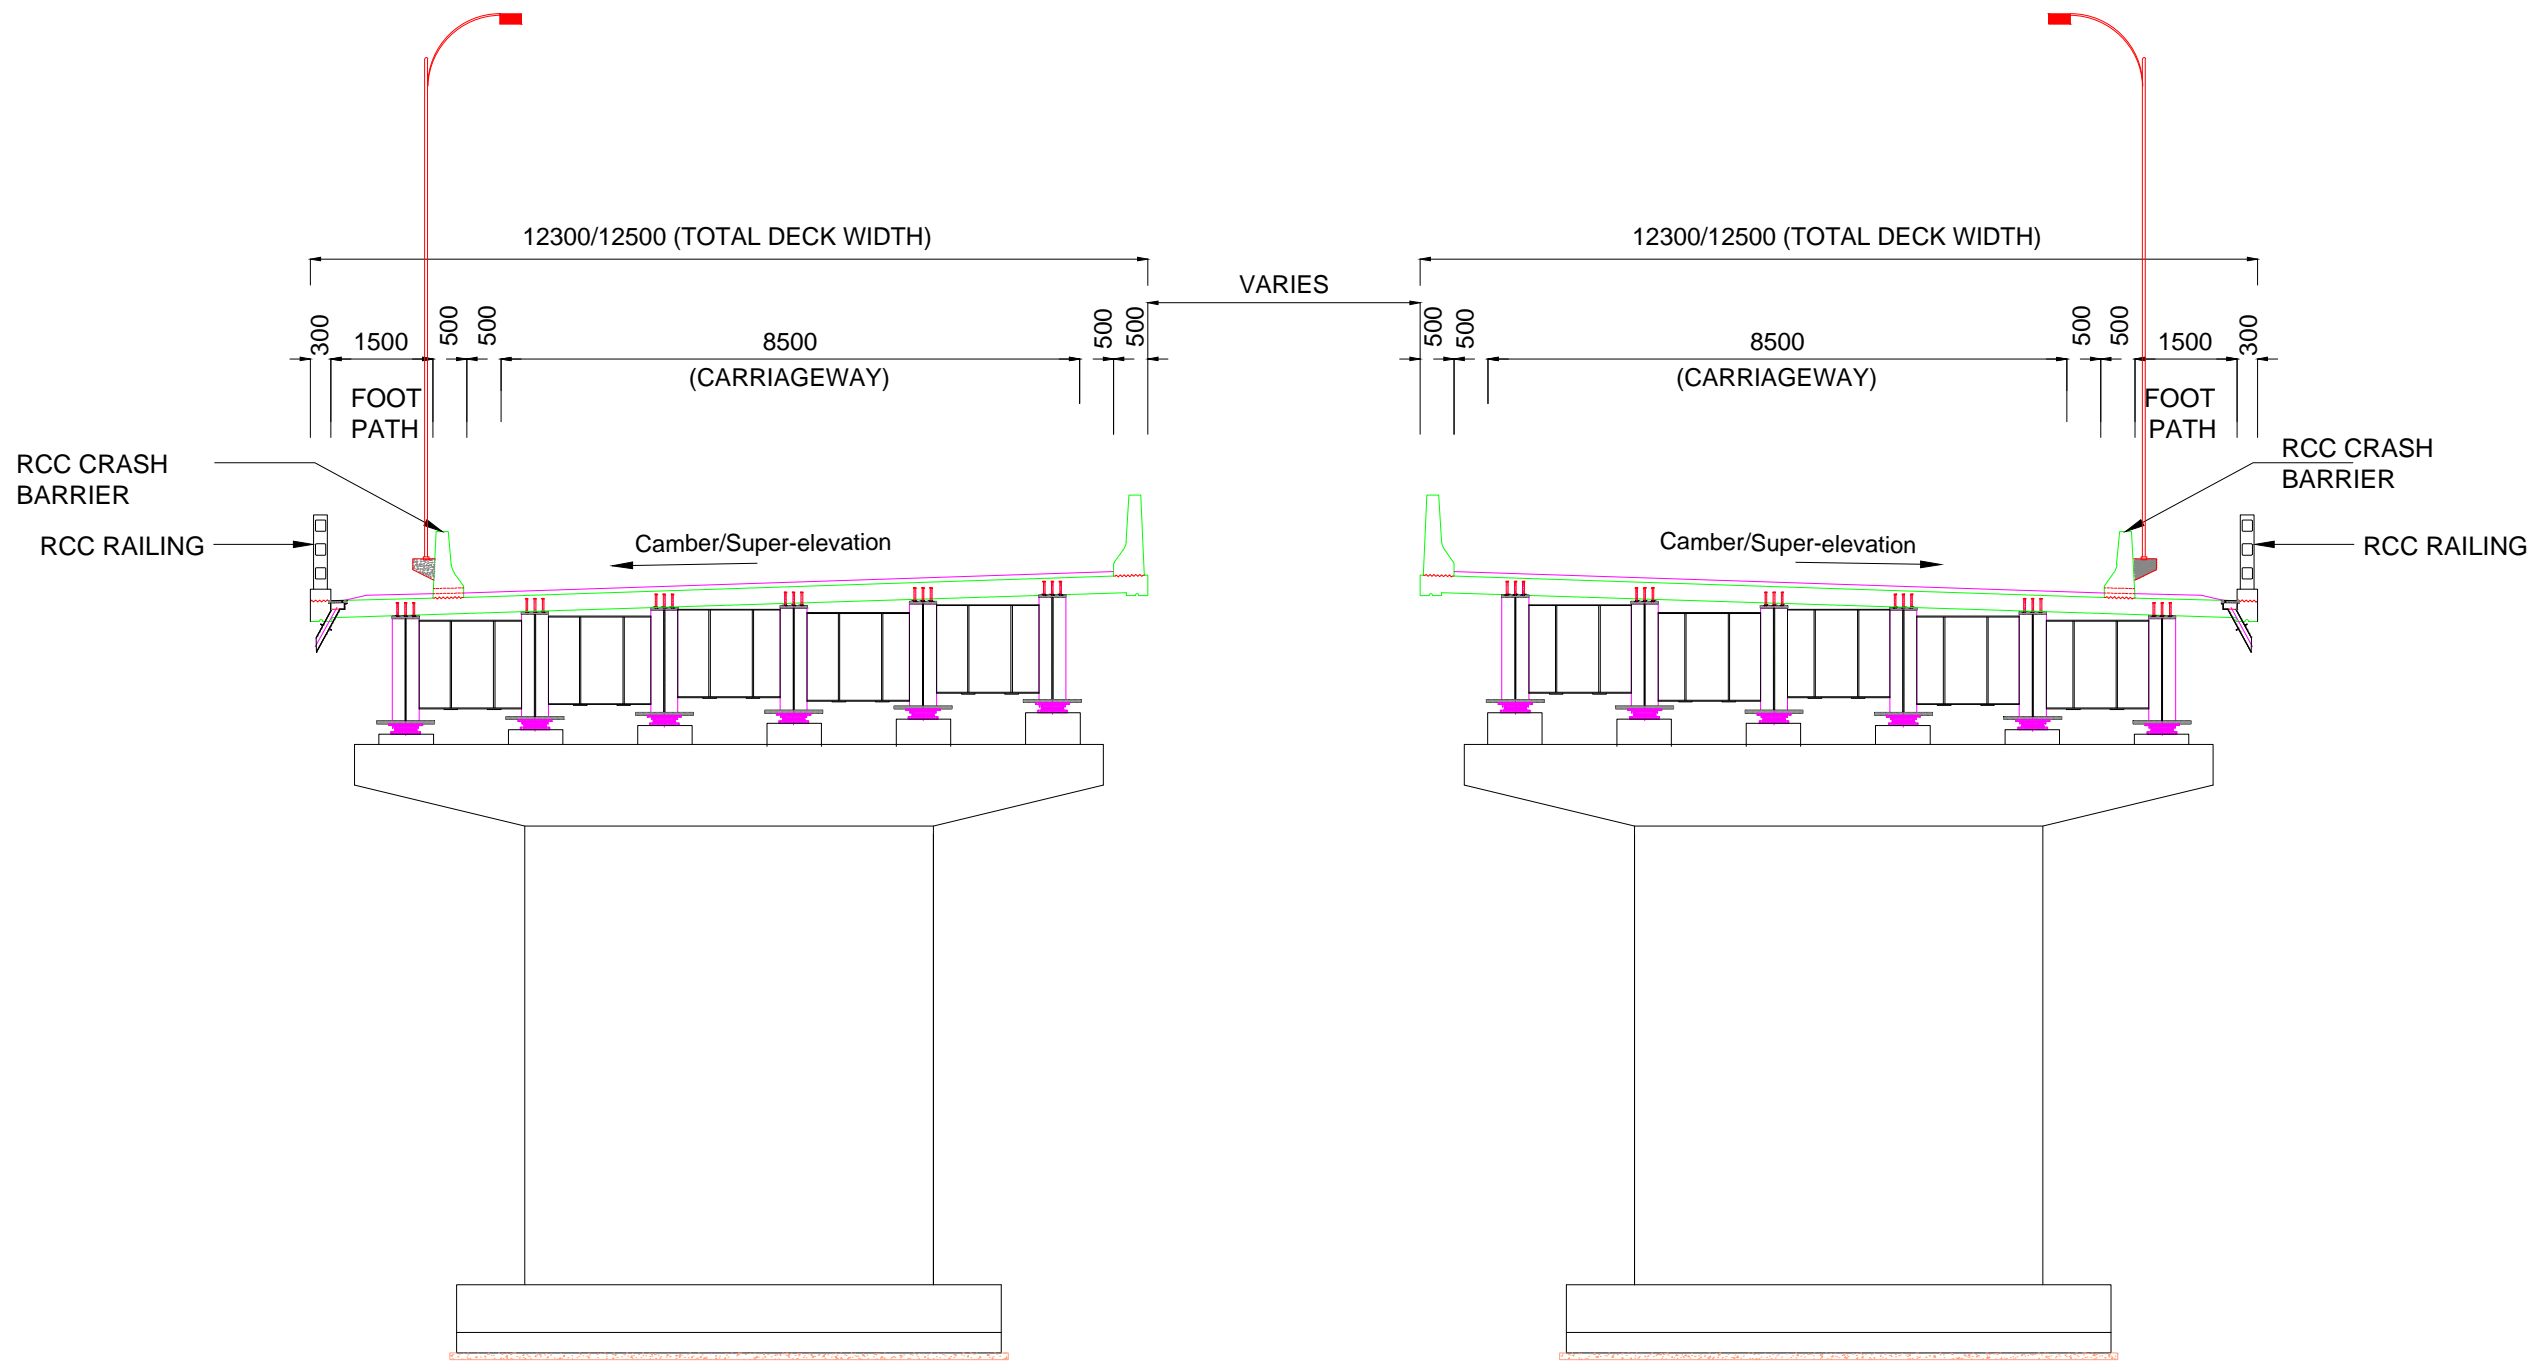 12300/12500 (TOTAL DECK WIDTH)
12300/12500 (TOTAL DECK WIDTH)
VARIES
300
1500
500
500
8500
500
500
500
500
8500
500
500
1500
300
(CARRIAGEWAY)
(CARRIAGEWAY)
FOOT
PATH
FOOT
PATH
RCC CRASH
BARRIER
RCC CRASH
BARRIER
RCC RAILING
Camber/Super-elevation
Camber/Super-elevation
RCC RAILING